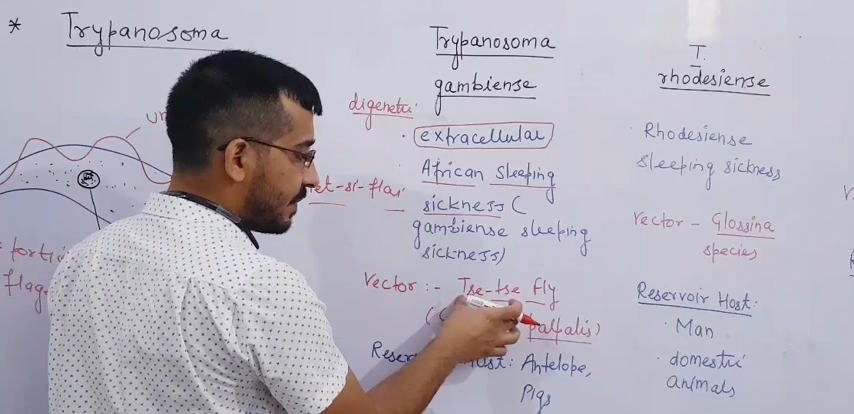 * Trypanosoma
Trypanosoma
gambiense
digenetic
extracellular
African sleeping
sickness (
gambiense sleeping
sickness)
Vector :- Tse-tse fly
palpalis)
Host: Antelope,
Pigs
T.
rhodesiense
Rhodesiense
sleeping sickness
Vector - Glossina
species
Reservoir Host.
· Man
· domestic
animals